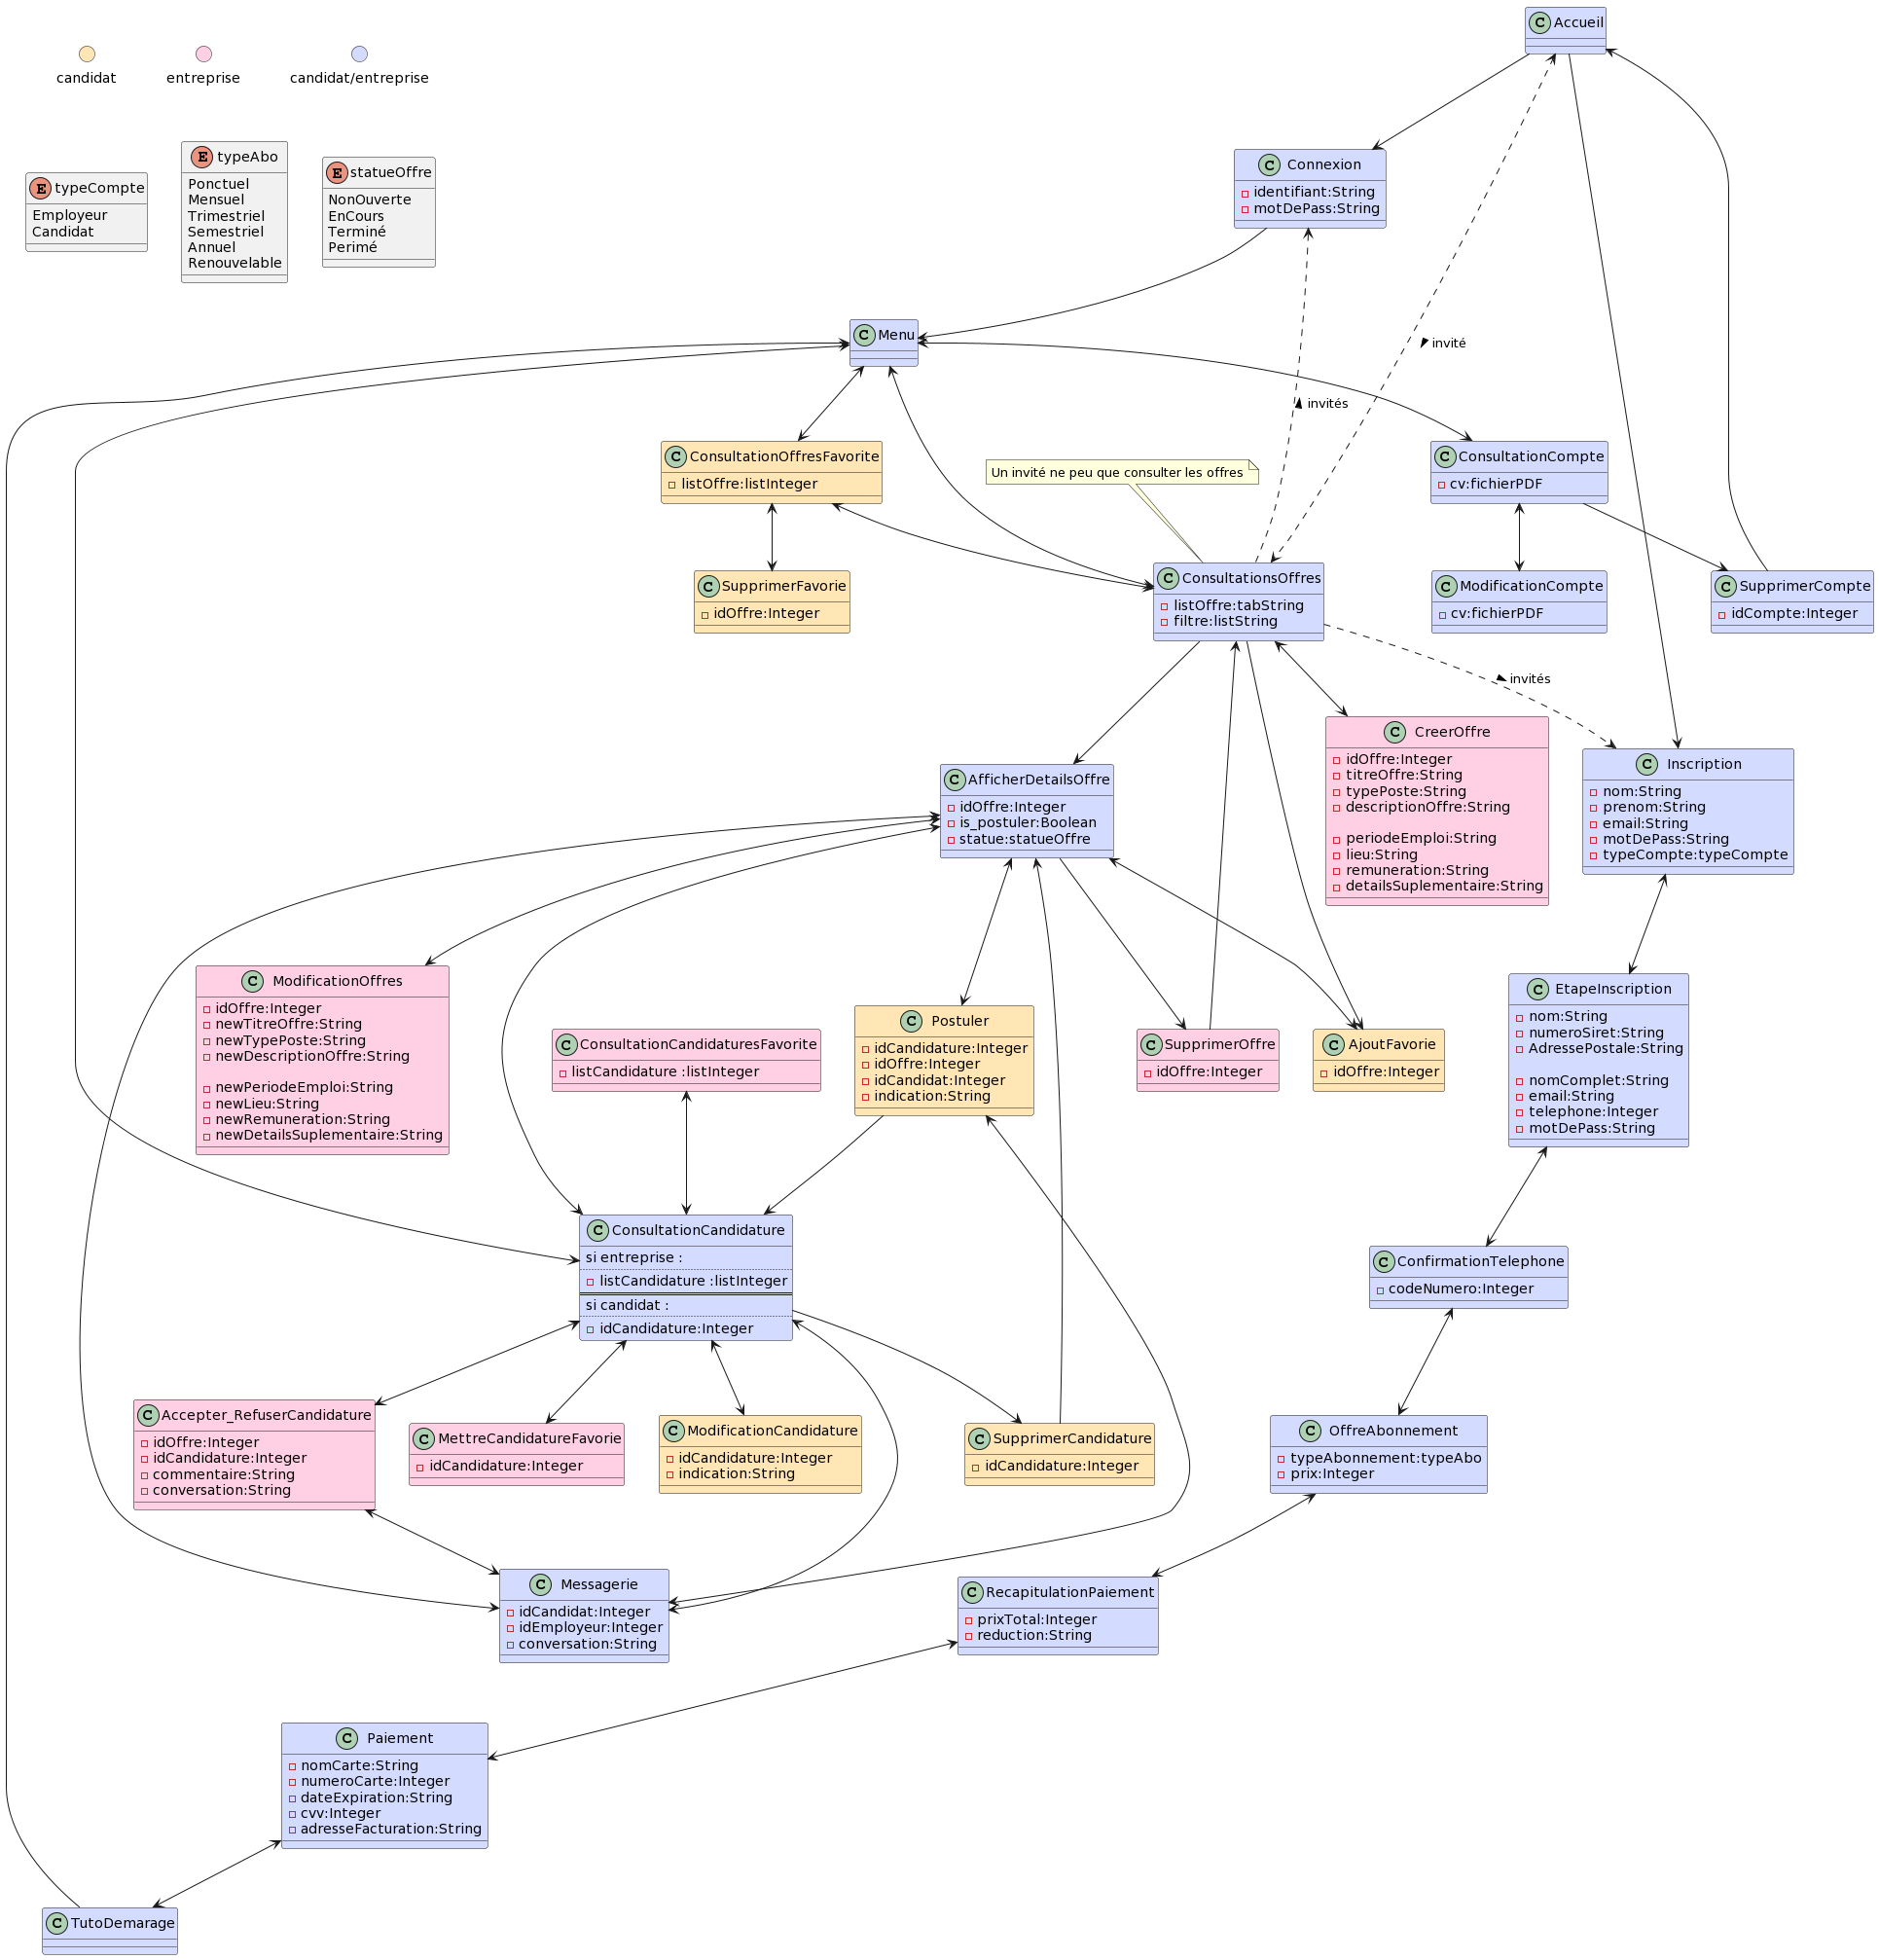 C Accueil
candidat
entreprise
candidat/entreprise
E typeCompte
Employeur
Candidat
E typeAbo
Ponctuel
Mensuel
Trimestriel
Semestriel
Annuel
Renouvelable
E statueOffre
NonOuverte
EnCours
Terminé
Perimé
C Connexion
identifiant:String
motDePass:String
C Menu
invité
invités
C ConsultationOffresFavorite
listOffre:listInteger
Un invité ne peu que consulter les offres
C ConsultationCompte
cv:fichierPDF
C SupprimerFavorie
idOffre:Integer
C ConsultationsOffres
listOffre:tabString
filtre:listString
C ModificationCompte
cv:fichierPDF
C SupprimerCompte
idCompte:Integer
invités
C AfficherDetailsOffre
idOffre:Integer
is_postuler:Boolean
statue:statueOffre
C CreerOffre
idOffre:Integer
titreOffre:String
typePoste:String
descriptionOffre:String
periodeEmploi:String
lieu:String
remuneration:String
detailsSuplementaire:String
C Inscription
nom:String
prenom:String
email:String
motDePass:String
typeCompte:typeCompte
C ModificationOffres
idOffre:Integer
newTitreOffre:String
newTypePoste:String
newDescriptionOffre:String
newPeriodeEmploi:String
newLieu:String
newRemuneration:String
newDetailsSuplementaire:String
C ConsultationCandidaturesFavorite
listCandidature :listInteger
C Postuler
idCandidature:Integer
idOffre:Integer
idCandidat:Integer
indication:String
C SupprimerOffre
idOffre:Integer
C AjoutFavorie
idOffre:Integer
C EtapeInscription
nom:String
numeroSiret:String
AdressePostale:String
nomComplet:String
email:String
telephone:Integer
motDePass:String
C ConsultationCandidature
si entreprise :
listCandidature :listInteger
si candidat :
idCandidature:Integer
C ConfirmationTelephone
codeNumero:Integer
C Accepter_RefuserCandidature
idOffre:Integer
idCandidature:Integer
commentaire:String
conversation:String
C MettreCandidatureFavorie
idCandidature:Integer
C ModificationCandidature
idCandidature:Integer
indication:String
C SupprimerCandidature
idCandidature:Integer
C OffreAbonnement
typeAbonnement:typeAbo
prix:Integer
C Messagerie
idCandidat:Integer
idEmployeur:Integer
conversation:String
C RecapitulationPaiement
prixTotal:Integer
reduction:String
C Paiement
nomCarte:String
numeroCarte:Integer
dateExpiration:String
cvv:Integer
adresseFacturation:String
C TutoDemarage